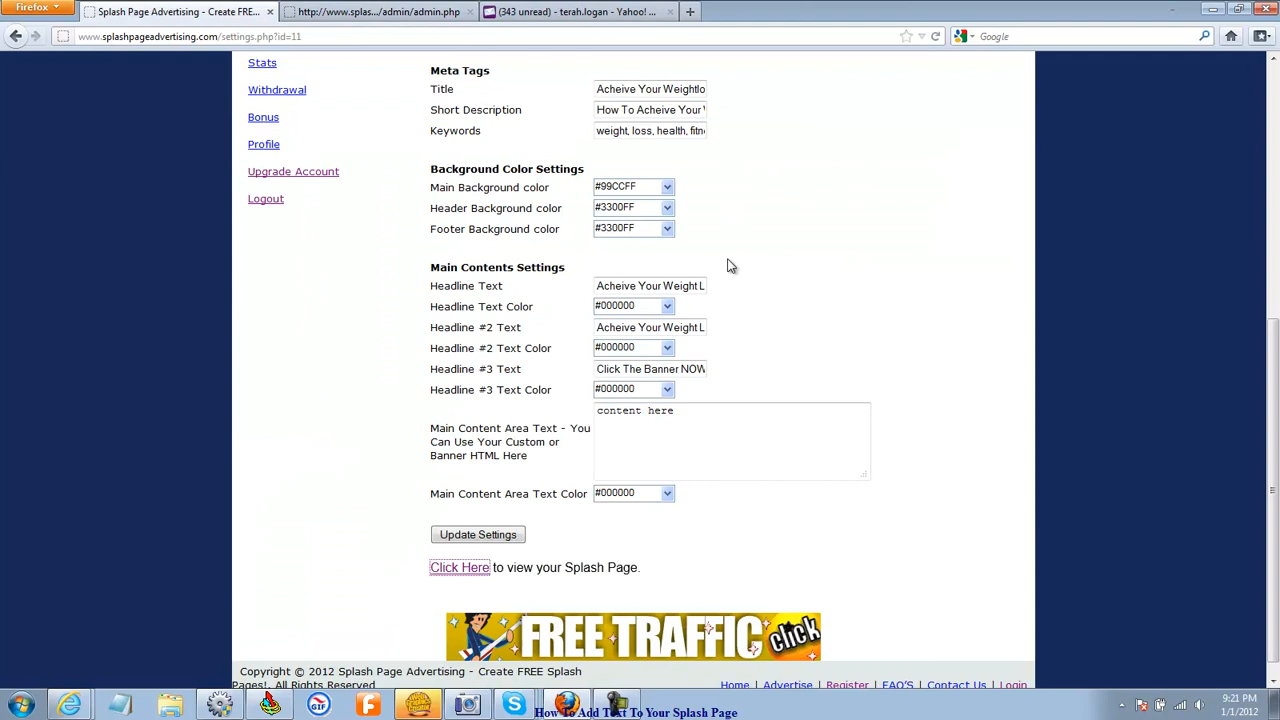 Firefox
Splash Page Advertising - Create FRE...
http://www.splas.../admin/admin.php
(343 unread) - terah.logan - Yahoo! ...
www.splashpageadvertising.com/settings.php?id=11
Google
Stats
Withdrawal
Bonus
Profile
Upgrade Account
Logout
Meta Tags
Title Acheive Your Weightlo
Short Description How To Acheive Your
Keywords weight, loss, health, fitn
Background Color Settings
Main Background color #99CCFF
Header Background color #3300FF
Footer Background color #3300FF
Main Contents Settings
Headline Text Acheive Your Weight L
Headline Text Color #000000
Headline #2 Text Acheive Your Weight L
Headline #2 Text Color #000000
Headline #3 Text Click The Banner NOW
Headline #3 Text Color #000000
content here
Main Content Area Text - You
Can Use Your Custom or
Banner HTML Here
Main Content Area Text Color #000000
Update Settings
Click Here to view your Splash Page.
FREE TRAFFIC click
Copyright © 2012 Splash Page Advertising - Create FREE Splash
Pages!. All Rights Reserved
Home | Advertise | Register | FAQ'S | Contact Us | Login
9:21 PM
1/1/2012
How To Add Text To Your Splash Page